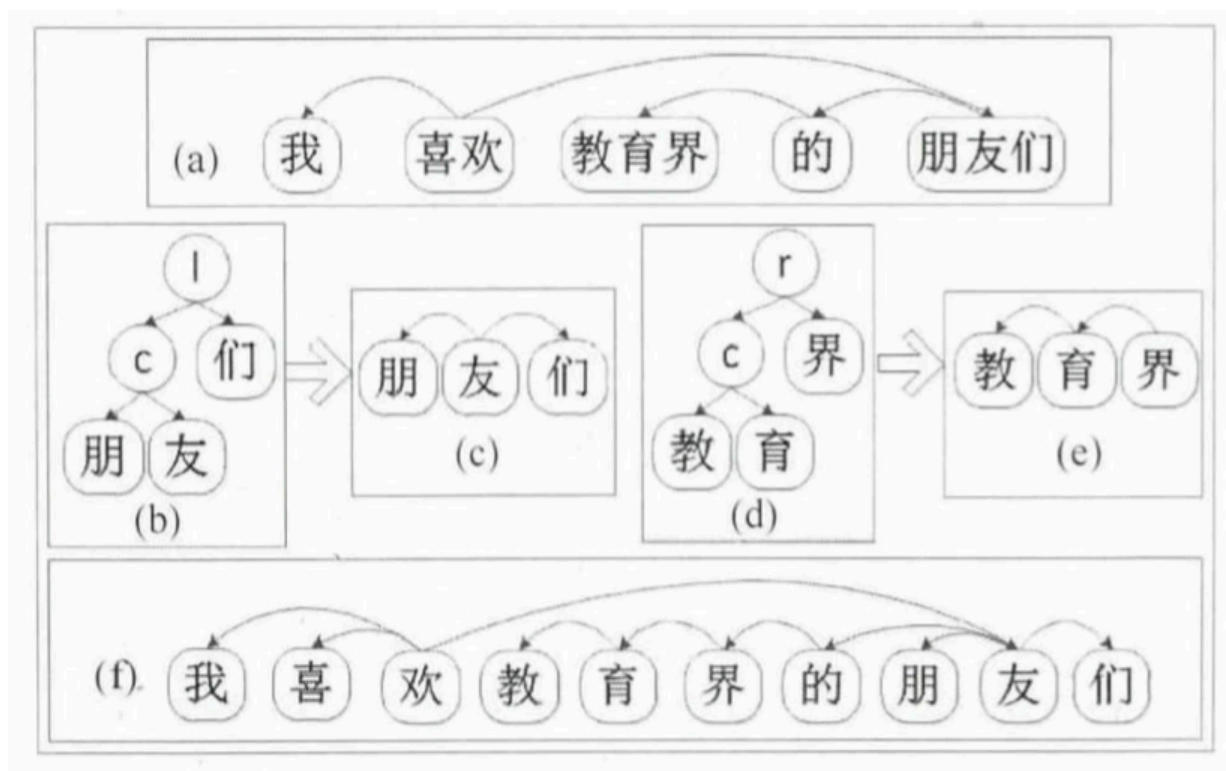 (a) 我 喜欢 教育界 的 朋友们
l
c 们
朋 友
(b)
朋 友 们
(c)
r
c 界
教 育
(d)
教 育 界
(e)
(f). 我 喜 欢 教 育 界 的 朋 友 们